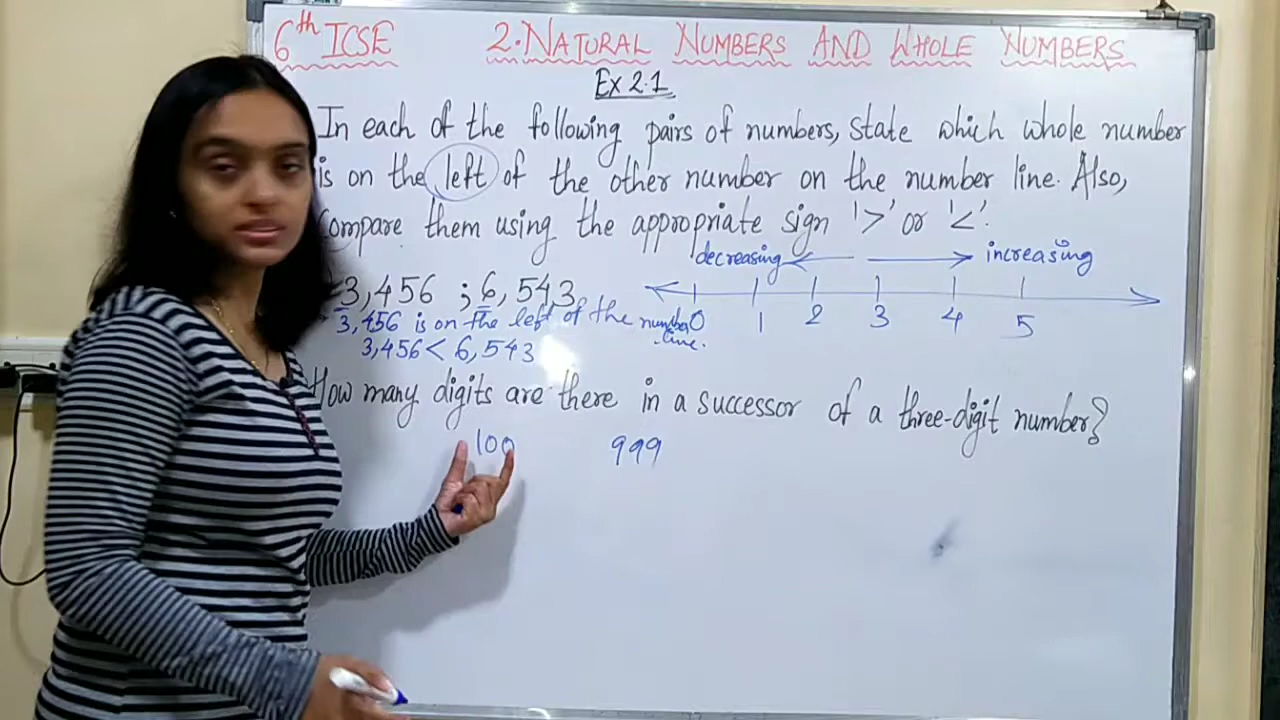 6th ICSE 2. NATURAL NUMBERS AND WHOLE NUMBERS
Ex 2.1
In each of the following pairs of numbers, state which whole number
is on the left of the other number on the number line. Also,
compare them using the appropriate sign '>' or '<'.
decreasing increasing
3,456 ; 6,543
0 1 2 3 4 5
3,456 is on the left of the number line.
3,456 < 6,543
How many digits are there in a successor of a three-digit number?
100 999